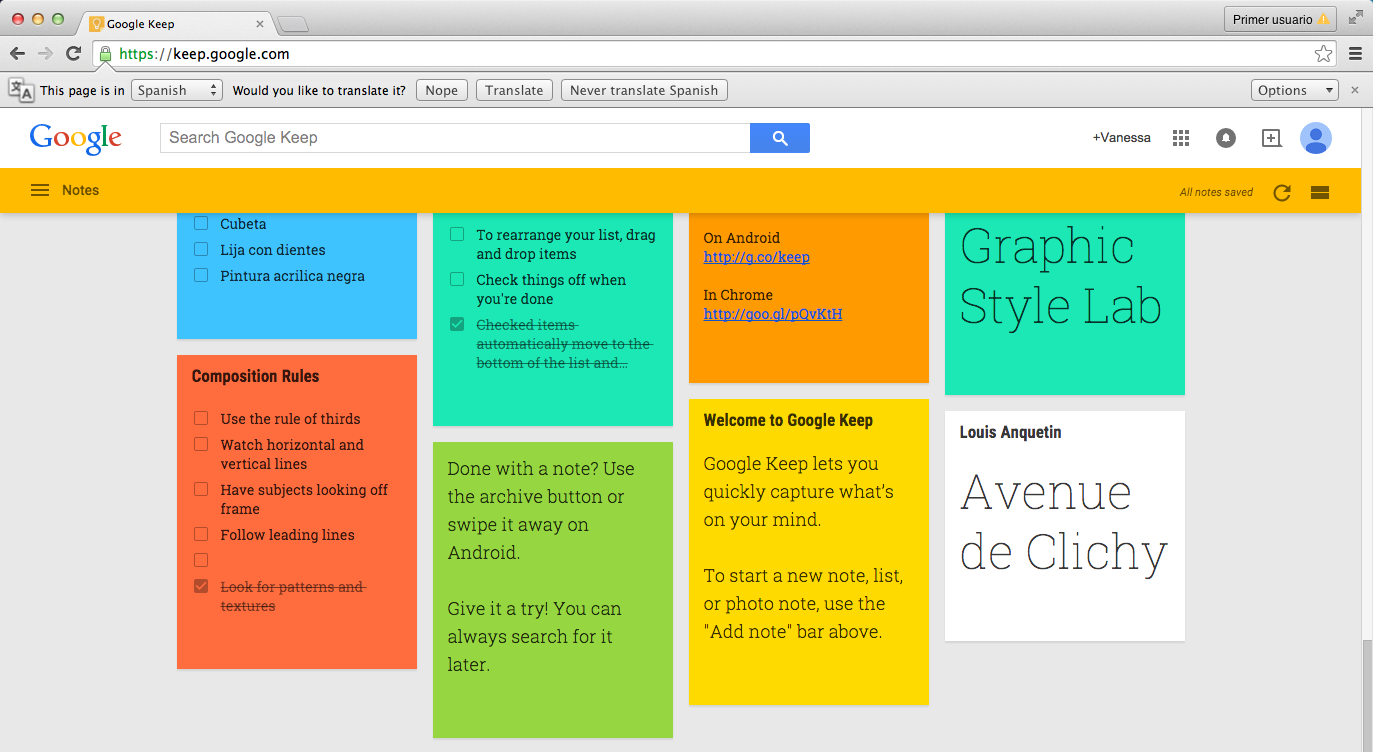 Google Keep
Primer usuario
https://keep.google.com
This page is in Spanish Would you like to translate it? Nope Translate Never translate Spanish Options
Google
Search Google Keep
+Vanessa
Notes
All notes saved
Cubeta
Lija con dientes
Pintura acrilica negra
Composition Rules
Use the rule of thirds
Watch horizontal and
vertical lines
Have subjects looking off
frame
Follow leading lines
Look for patterns and
textures
To rearrange your list, drag
and drop items
Check things off when
you're done
Checked items
automatically move to the
bottom of the list and...
Done with a note? Use
the archive button or
swipe it away on
Android.
Give it a try! You can
always search for it
later.
On Android
http://g.co/keep
In Chrome
http://goo.gl/pQvKtH
Welcome to Google Keep
Google Keep lets you
quickly capture what's
on your mind.
To start a new note, list,
or photo note, use the
"Add note" bar above.
Graphic
Style Lab
Louis Anquetin
Avenue
de Clichy